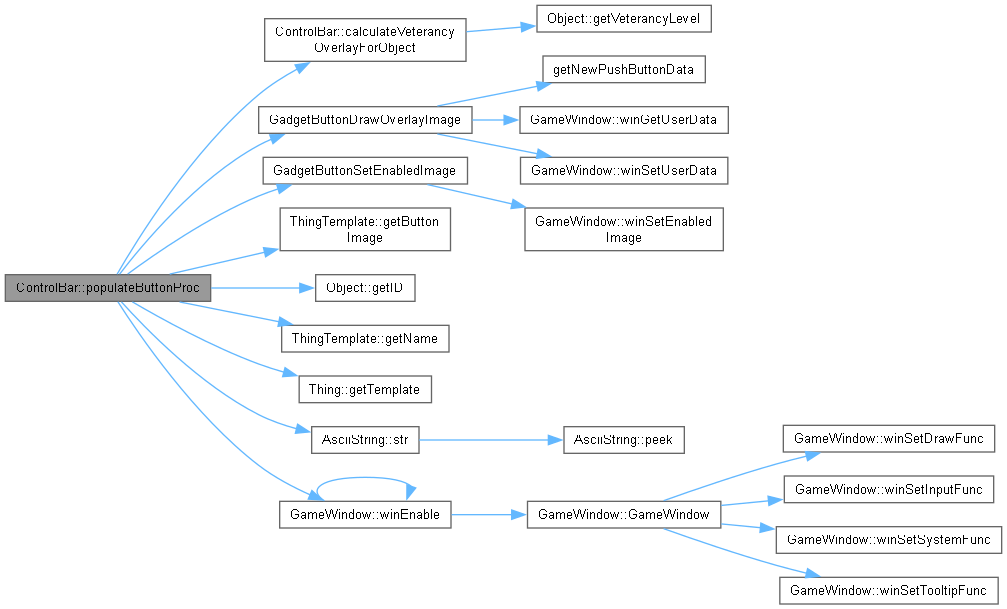 ControlBar::populateButtonProc
ControlBar::calculateVeterancy
OverlayForObject
Object::getVeterancyLevel
GadgetButtonDrawOverlayImage
getNewPushButtonData
GameWindow::winGetUserData
GameWindow::winSetUserData
GadgetButtonSetEnabledImage
GameWindow::winSetEnabled
Image
ThingTemplate::getButton
Image
Object::getID
ThingTemplate::getName
Thing::getTemplate
AsciiString::str
AsciiString::peek
GameWindow::winEnable
GameWindow::GameWindow
GameWindow::winSetDrawFunc
GameWindow::winSetInputFunc
GameWindow::winSetSystemFunc
GameWindow::winSetTooltipFunc